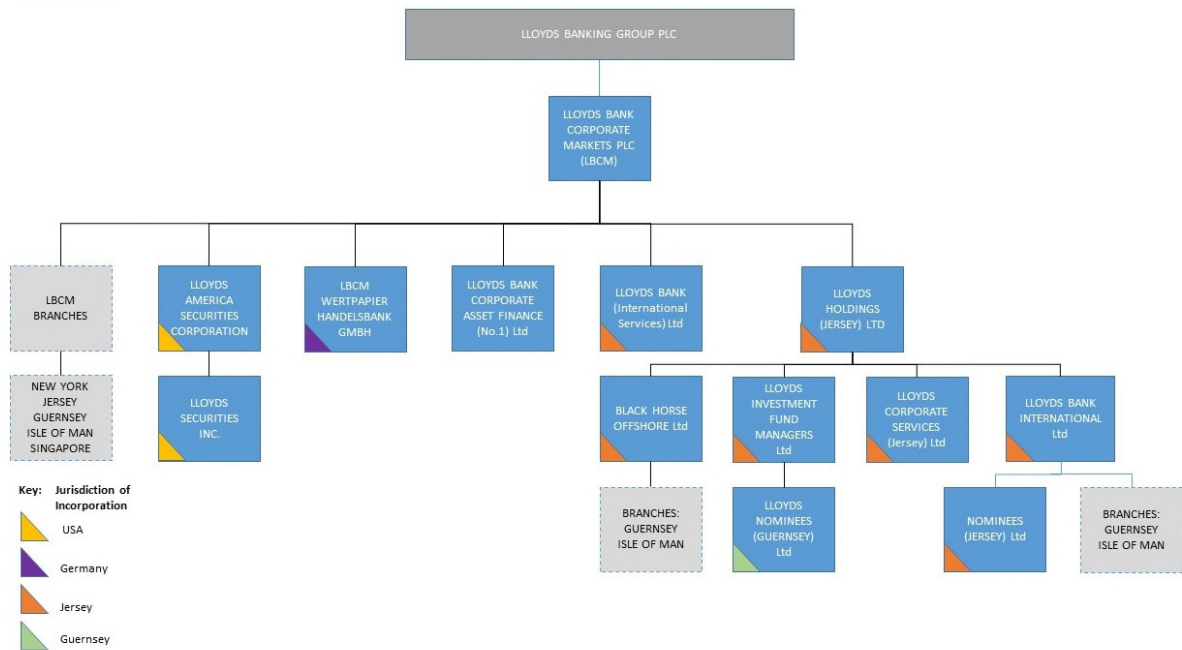 LLOYDS BANKING GROUP PLC
LLOYDS BANK
CORPORATE
MARKETS PLC
(LBCM)
LBCM
BRANCHES
LLOYDS
AMERICA
SECURITIES
CORPORATION
LBCM
WERTPAPIER
HANDELSBANK
GMBH
LLOYDS BANK
CORPORATE
ASSET FINANCE
(No.1) Ltd
LLOYDS BANK
(International
Services) Ltd
LLOYDS
HOLDINGS
(JERSEY) LTD
NEW YORK
JERSEY
GUERNSEY
ISLE OF MAN
SINGAPORE
LLOYDS
SECURITIES
INC.
BLACK HORSE
OFFSHORE Ltd
LLOYDS
INVESTMENT
FUND
MANAGERS
Ltd
LLOYDS
CORPORATE
SERVICES
(Jersey) Ltd
LLOYDS BANK
INTERNATIONAL
Ltd
BRANCHES:
GUERNSEY
ISLE OF MAN
LLOYDS
NOMINEES
(GUERNSEY)
Ltd
NOMINEES
(JERSEY) Ltd
BRANCHES:
GUERNSEY
ISLE OF MAN
Key: Jurisdiction of
Incorporation
USA
Germany
Jersey
Guernsey